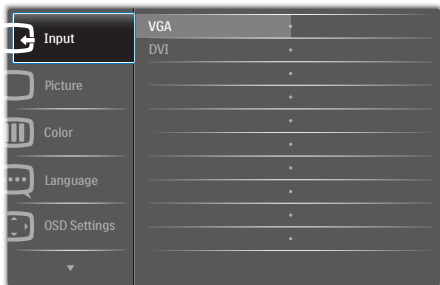 Input
Picture
Color
Language
OSD Settings
VGA
DVI